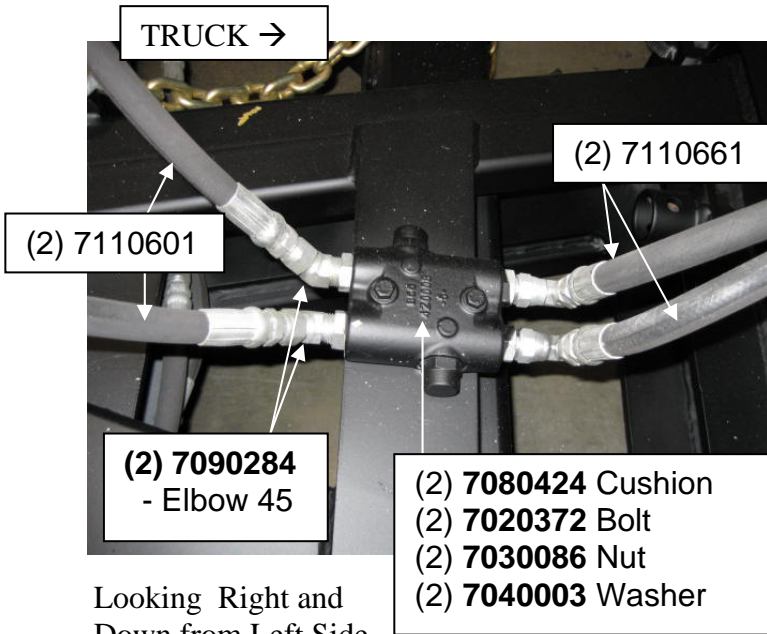 TRUCK →
(2) 7110661
(2) 7110601
(2) 7090284
- Elbow 45
(2) 7080424 Cushion
(2) 7020372 Bolt
(2) 7030086 Nut
(2) 7040003 Washer
Looking Right and
Down from Left Side